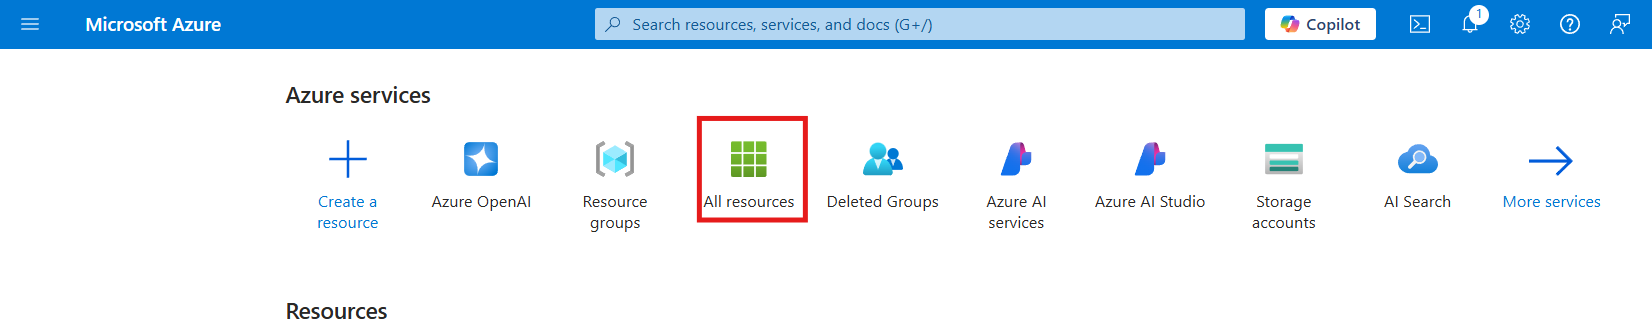 Microsoft Azure
Search resources, services, and docs (G+/)
Copilot
1
Azure services
Create a
resource
Azure OpenAI
Resource
groups
All resources
Deleted Groups
Azure AI
services
Azure AI Studio
Storage
accounts
AI Search
More services
Resources